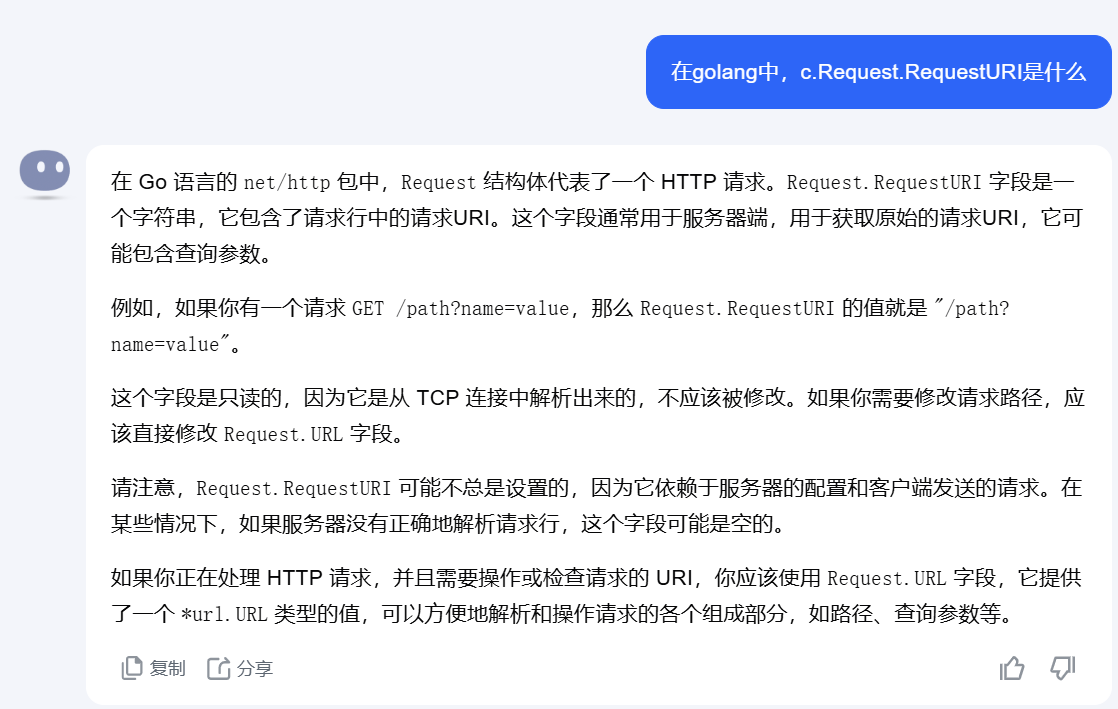 在golang中，c.Request.RequestURI是什么
在 Go 语言的 net/http 包中，Request 结构体代表了一个 HTTP 请求。Request.RequestURI 字段是一
个字符串，它包含了请求行中的请求URI。这个字段通常用于服务器端，用于获取原始的请求URI，它可
能包含查询参数。
例如，如果你有一个请求 GET /path?name=value，那么 Request.RequestURI 的值就是 "/path?
name=value"。
这个字段是只读的，因为它是从 TCP 连接中解析出来的，不应该被修改。如果你需要修改请求路径，应
该直接修改 Request.URL 字段。
请注意，Request.RequestURI 可能不总是设置的，因为它依赖于服务器的配置和客户端发送的请求。在
某些情况下，如果服务器没有正确地解析请求行，这个字段可能是空的。
如果你正在处理 HTTP 请求，并且需要操作或检查请求的 URI，你应该使用 Request.URL 字段，它提供
了一个 *url.URL 类型的值，可以方便地解析和操作请求的各个组成部分，如路径、查询参数等。
复制 分享